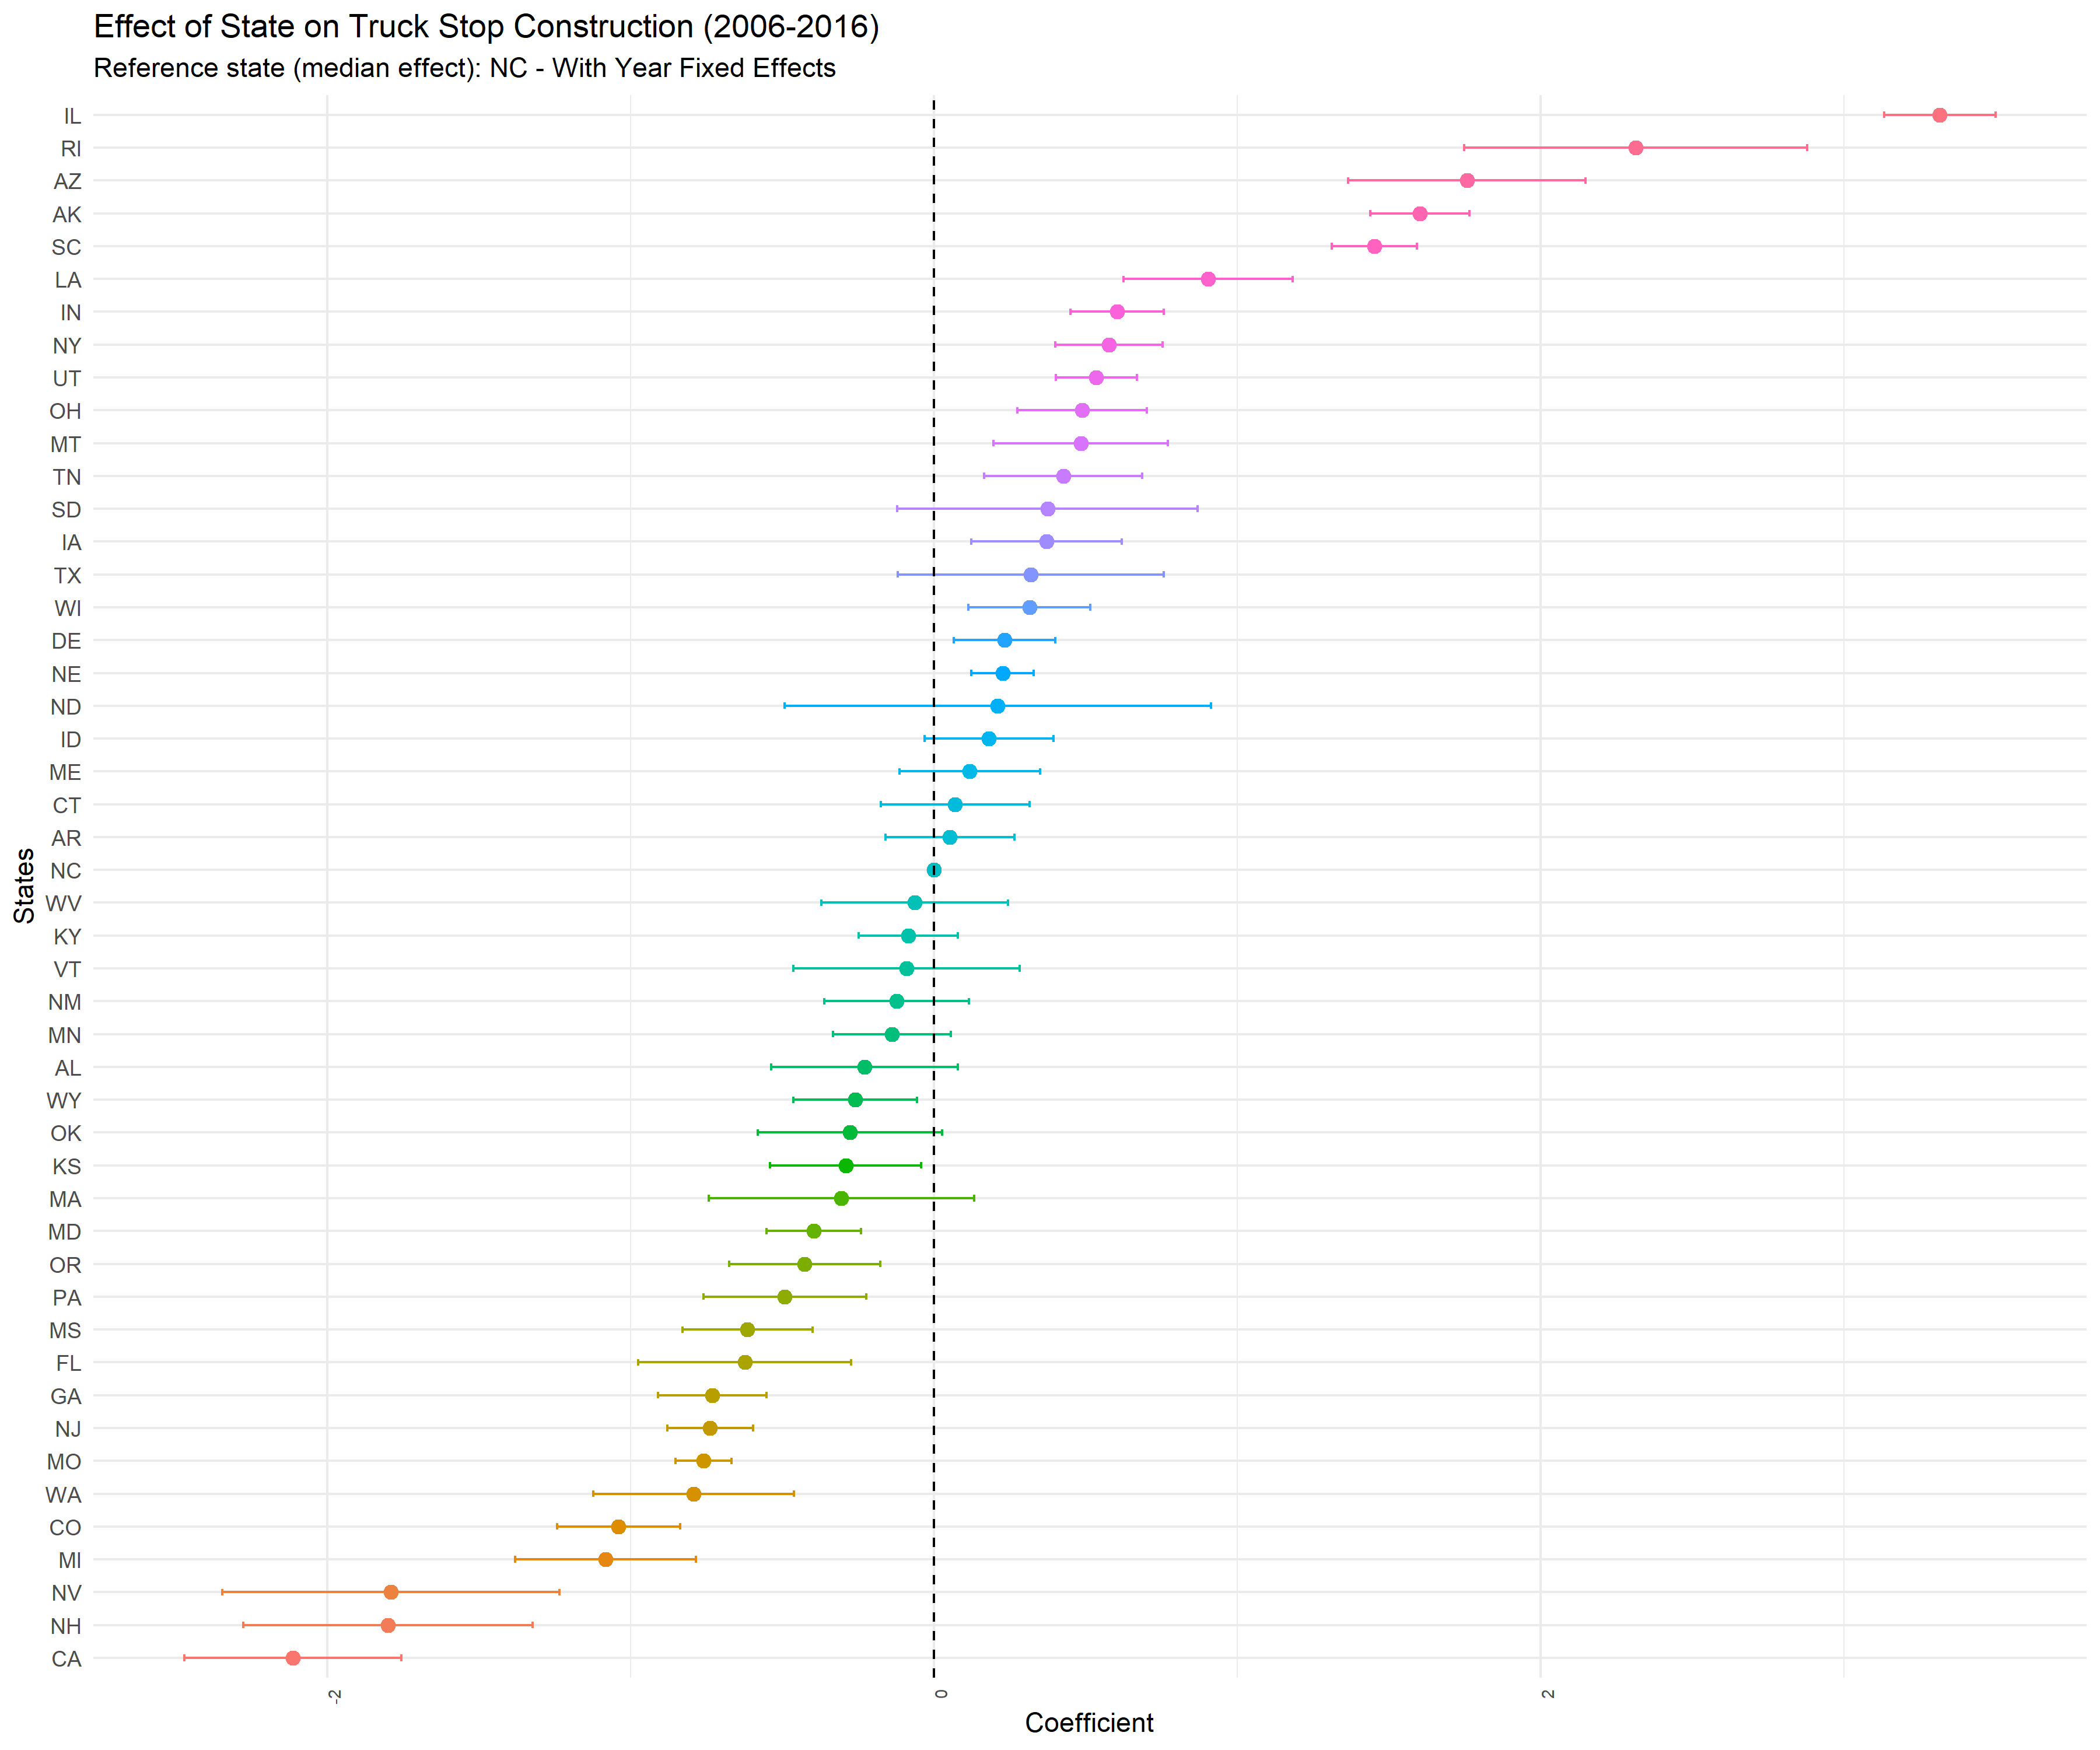 Effect of State on Truck Stop Construction (2006-2016)
Reference state (median effect): NC - With Year Fixed Effects
States
IL
RI
AZ
AK
SC
LA
IN
NY
UT
OH
MT
TN
SD
IA
TX
WI
DE
NE
ND
ID
ME
CT
AR
NC
WV
KY
VT
NM
MN
AL
WY
OK
KS
MA
MD
OR
PA
MS
FL
GA
NJ
MO
WA
CO
MI
NV
NH
CA
-2
0
2
Coefficient